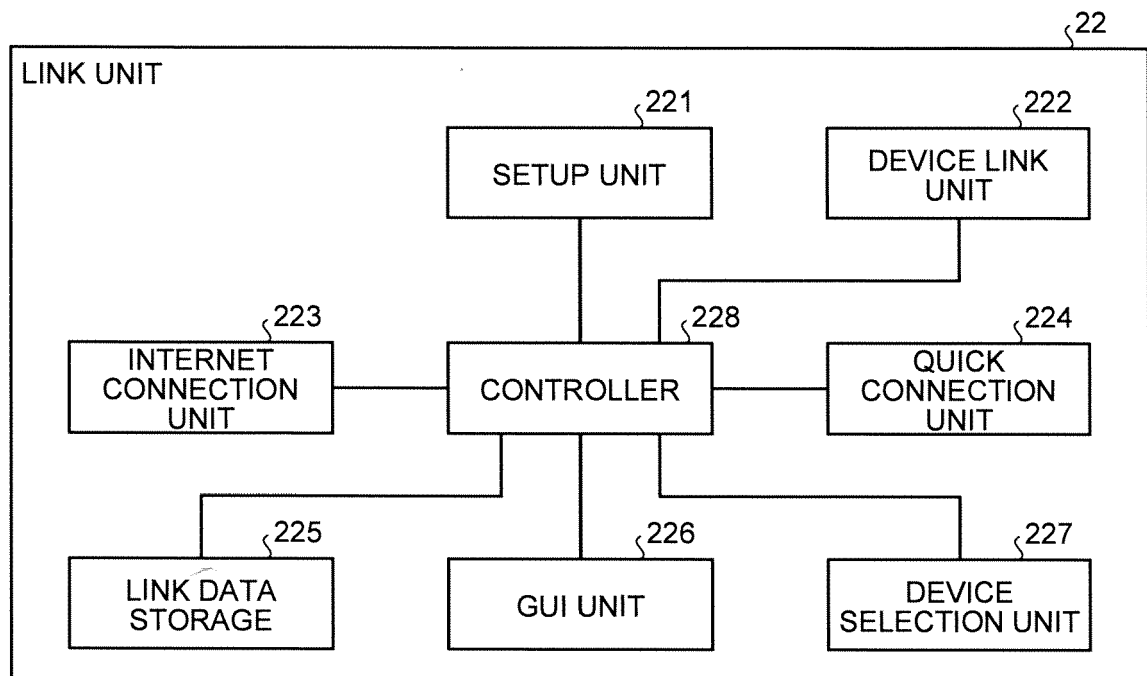 22
LINK UNIT
221
SETUP UNIT
222
DEVICE LINK
UNIT
223
INTERNET
CONNECTION
UNIT
228
CONTROLLER
224
QUICK
CONNECTION
UNIT
225
LINK DATA
STORAGE
226
GUI UNIT
227
DEVICE
SELECTION UNIT